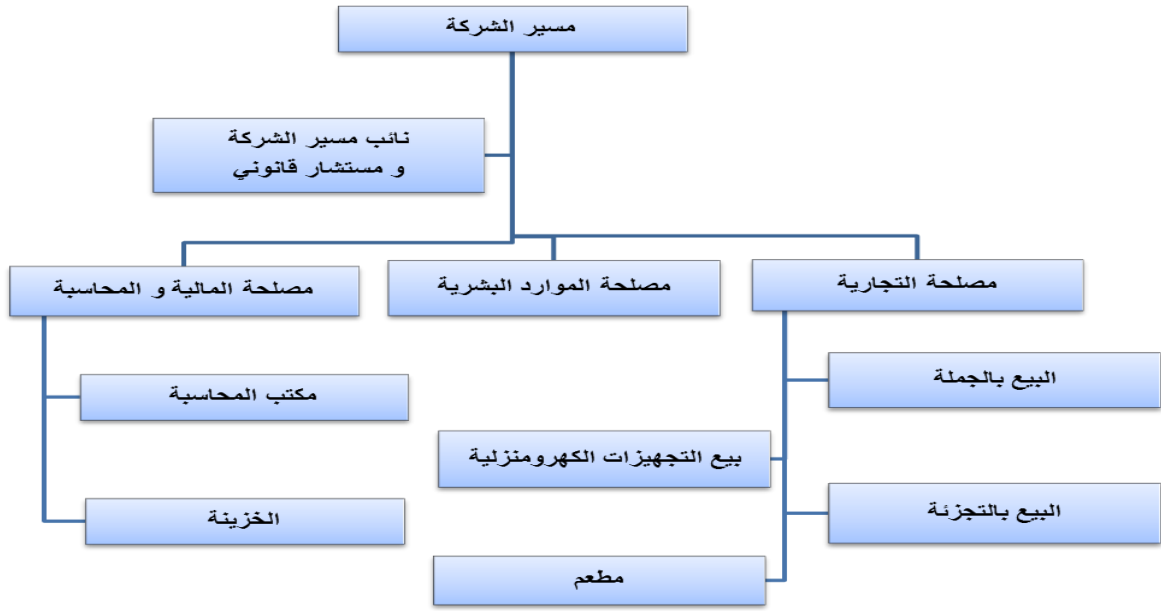 مسير الشركة
نائب مسير الشركة
و مستشار قانوني
مصلحة التجارية
مصلحة الموارد البشرية
مصلحة المالية و المحاسبة
البيع بالجملة
مكتب المحاسبة
بيع التجهيزات الكهرومنزلية
البيع بالتجزئة
الخزينة
مطعم